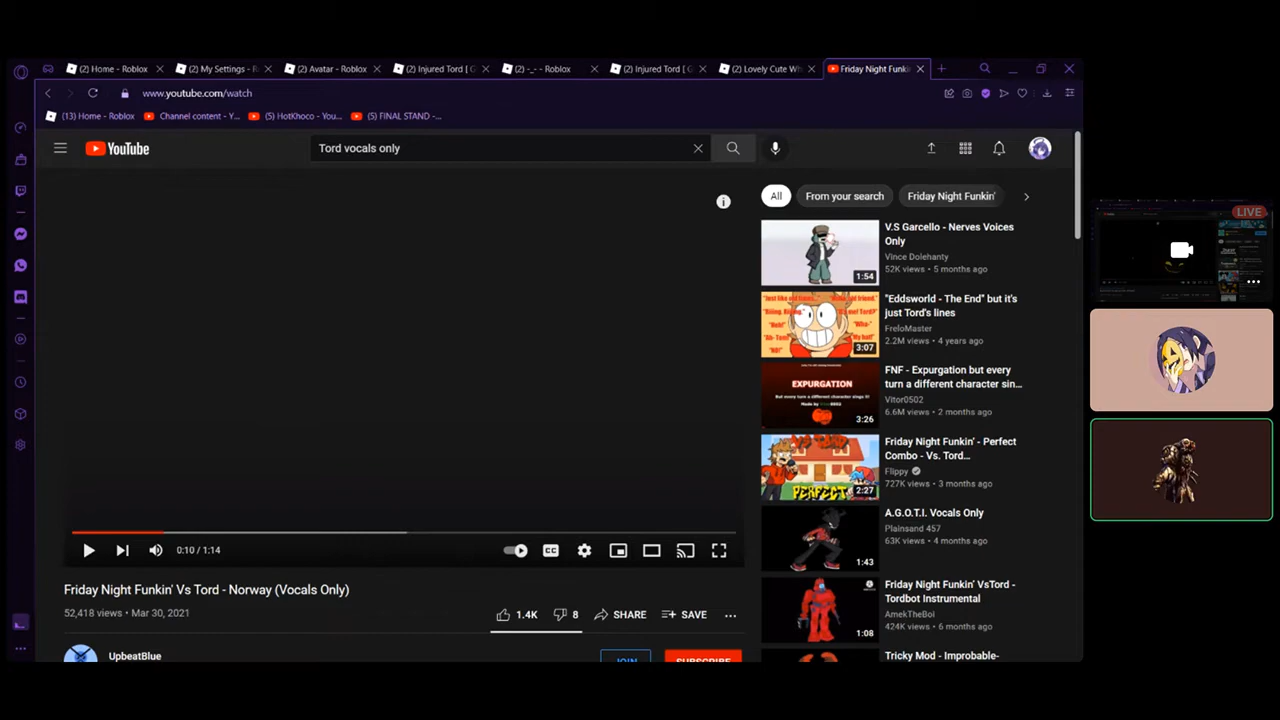 (2) Home - Roblox
(2) My Settings - Roblox
(2) Avatar - Roblox
(2) Injured Tord [ G
(2) -_- - Roblox
(2) Injured Tord [ G
(2) Lovely Cute Wh
Friday Night Funkin
www.youtube.com/watch
(13) Home - Roblox
Channel content - Y...
(5) HotKhoco - You...
(5) FINAL STAND -...
YouTube
Tord vocals only
All
From your search
Friday Night Funkin'
V.S Garcello - Nerves Voices
Only
Vince Dolehanty
52K views • 5 months ago
1:54
"Eddsworld - The End" but it's
just Tord's lines
FreloMaster
2.2M views • 4 years ago
3:07
FNF - Expurgation but every
turn a different character sin...
Vitor0502
6.6M views • 2 months ago
EXPURGATION
3:26
Friday Night Funkin' - Perfect
Combo - Vs. Tord...
Flippy
727K views • 3 months ago
PERFECT
2:27
A.G.O.T.I. Vocals Only
Plainsand 457
63K views • 4 months ago
1:43
Friday Night Funkin' VsTord -
Tordbot Instrumental
AmekTheBoi
424K views • 6 months ago
1:08
Tricky Mod - Improbable-
0:10 / 1:14
CC
Friday Night Funkin' Vs Tord - Norway (Vocals Only)
52,418 views • Mar 30, 2021
1.4K
8
SHARE
SAVE
UpbeatBlue
JOIN
SUBSCRIBE
LIVE